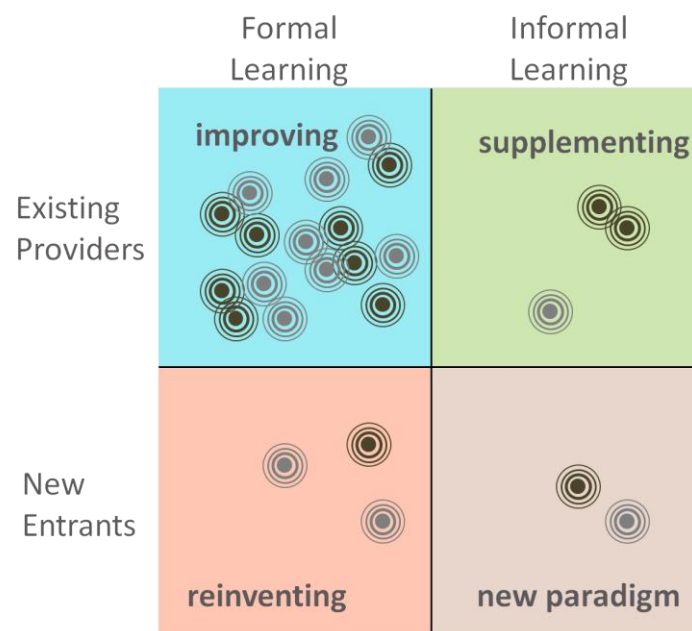 Formal
Learning
Informal
Learning
improving
supplementing
Existing
Providers
New
Entrants
reinventing
new paradigm